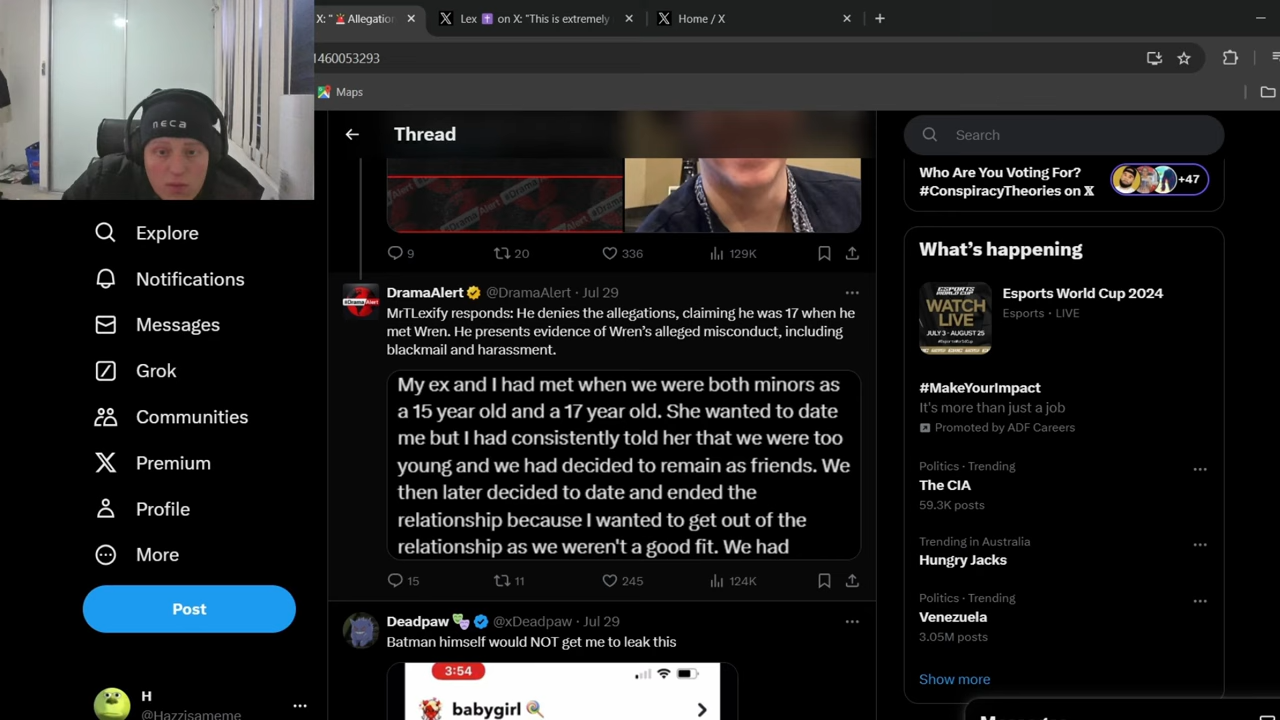 X: "🚨Allegation
Lex ✝️ on X: "This is extremely
Home / X
1460053293
Maps
neca
Explore
Notifications
Messages
Grok
Communities
Premium
Profile
More
Post
H
@Hazzisameme
Thread
9 20 336 129K
DramaAlert @DramaAlert · Jul 29
MrTLexify responds: He denies the allegations, claiming he was 17 when he
met Wren. He presents evidence of Wren’s alleged misconduct, including
blackmail and harassment.
My ex and I had met when we were both minors as
a 15 year old and a 17 year old. She wanted to date
me but I had consistently told her that we were too
young and we had decided to remain as friends. We
then later decided to date and ended the
relationship because I wanted to get out of the
relationship as we weren't a good fit. We had
15 11 245 124K
Deadpaw 🎭 @xDeadpaw · Jul 29
Batman himself would NOT get me to leak this
3:54
babygirl 🍭
Search
Who Are You Voting For?
#ConspiracyTheories on X
+47
What’s happening
ESPORTS
WORLD CUP
WATCH
LIVE
JULY 3 - AUGUST 25
Esports World Cup 2024
Esports · LIVE
#MakeYourImpact
It's more than just a job
Promoted by ADF Careers
Politics · Trending
The CIA
59.3K posts
Trending in Australia
Hungry Jacks
Politics · Trending
Venezuela
3.05M posts
Show more